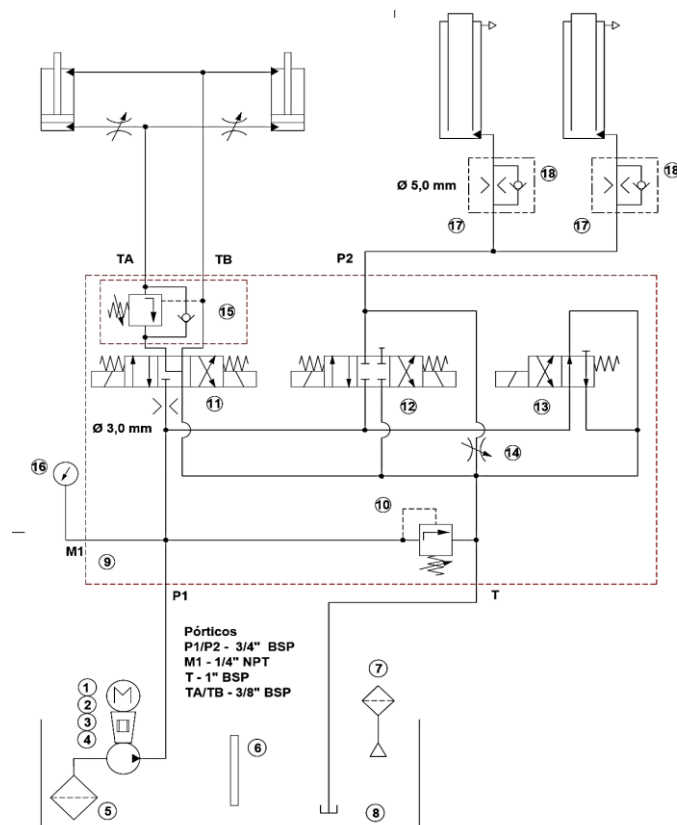 Ø 5,0 mm
18
18
17
17
TA
TB
P2
15
11
12
13
Ø 3,0 mm
14
16
10
M1
9
P1
T
Pórticos
P1/P2 - 3/4" BSP
M1 - 1/4" NPT
T - 1" BSP
TA/TB - 3/8" BSP
7
1
M
2
3
4
6
5
8